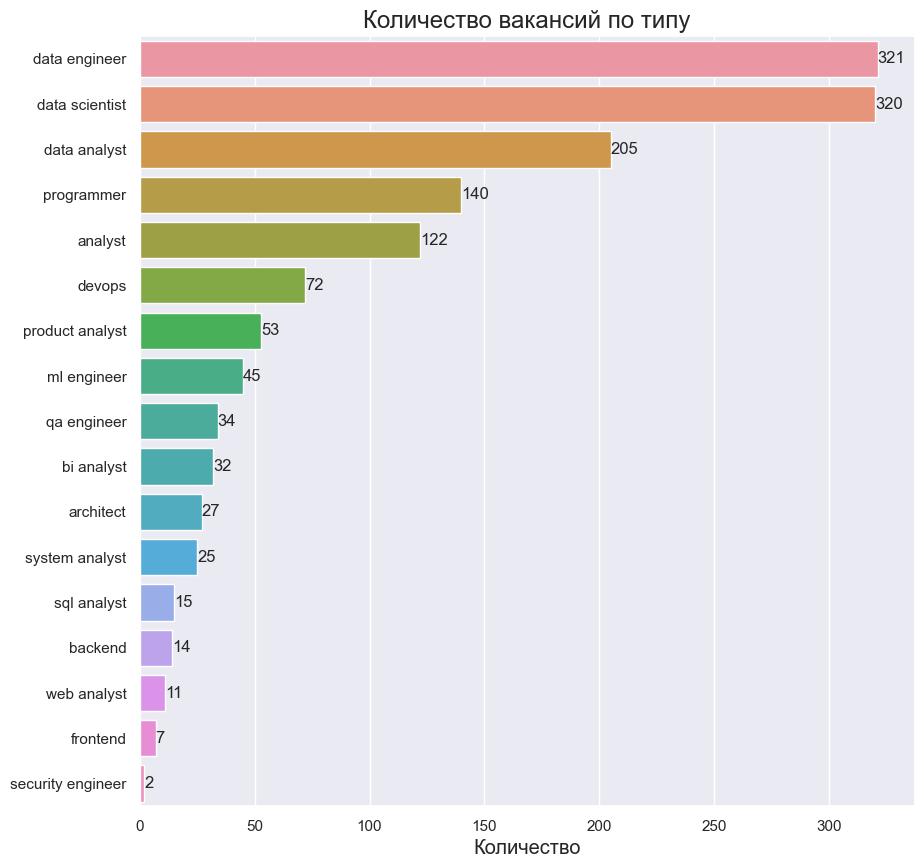 Количество вакансий по типу
data engineer 321
data scientist 320
data analyst 205
programmer 140
analyst 122
devops 72
product analyst 53
ml engineer 45
qa engineer 34
bi analyst 32
architect 27
system analyst 25
sql analyst 15
backend 14
web analyst 11
frontend 7
security engineer 2
0 50 100 150 200 250 300
Количество